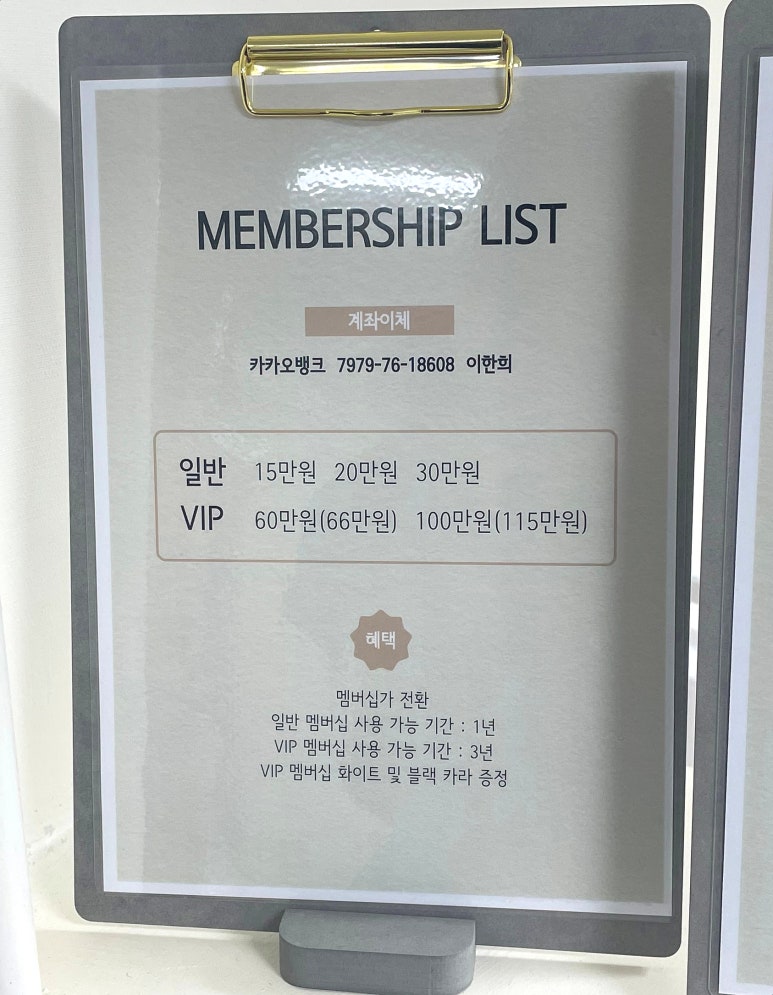 MEMBERSHIP LIST
계좌이체
카카오뱅크 7979-76-18608 이한희
일반 15만원 20만원 30만원
VIP 60만원(66만원) 100만원(115만원)
혜택
멤버십가 전환
일반 멤버십 사용 가능 기간 : 1년
VIP 멤버십 사용 가능 기간 : 3년
VIP 멤버십 화이트 및 블랙 카라 증정